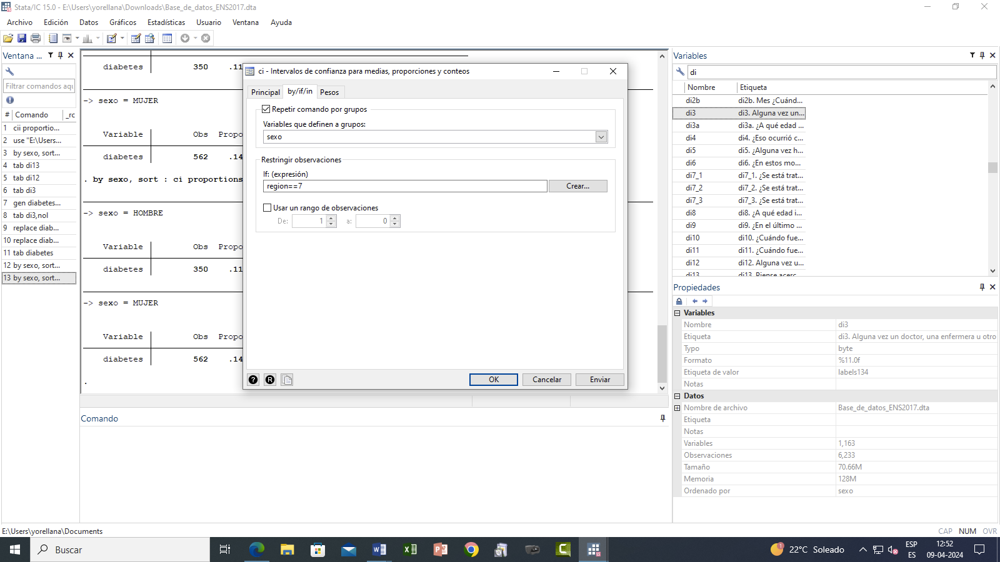 Stata/IC 15.0 - E:\Users\yorellana\Downloads\Base_de_datos_ENS2017.dta
Archivo Edición Datos Gráficos Estadísticas Usuario Ventana Ayuda
Ventana ...
Filtrar comandos aqu
# Comando _rc
1 cii proportio...
2 use "E:\Users...
3 by sexo, sort...
4 tab di13
5 tab di12
6 tab di3
7 gen diabetes...
8 tab di3,nol
9 replace diab...
10 replace diab...
11 tab diabetes
12 by sexo, sort...
13 by sexo, sort...
diabetes 350 .11
-> sexo = MUJER
Variable Obs Propo
diabetes 562 .14
. by sexo, sort : ci proportions
-> sexo = HOMBRE
Variable Obs Propo
diabetes 350 .11
-> sexo = MUJER
Variable Obs Propo
diabetes 562 .14
.
Comando
ci - Intervalos de confianza para medias, proporciones y conteos
Principal by/if/in Pesos
Repetir comando por grupos
Variables que definen a grupos:
sexo
Restringir observaciones
If: (expresión)
region==7
Crear...
Usar un rango de observaciones
De: 1 a: 0
? R
OK Cancelar Enviar
Variables
di
Nombre Etiqueta
di2b di2b. Mes ¿Cuánd...
di3 di3. Alguna vez un...
di3a di3a. ¿A qué edad ...
di4 di4. ¿Eso ocurrió c...
di5 di5. ¿Alguna vez h...
di6 di6. ¿En estos mo...
di7_1 di7_1. ¿Se está trat...
di7_2 di7_2. ¿Se está trat...
di7_3 di7_3. ¿Se está trat...
di8 di8. ¿A qué edad i...
di9 di9. ¿En el último ...
di10 di10. ¿Cuándo fue...
di11 di11. ¿Cuándo fue...
di12 di12. Alguna vez u...
di13 di13. Piense acerc...
Propiedades
Variables
Nombre di3
Etiqueta di3. Alguna vez un doctor, una enfermera u otro
Typo byte
Formato %11.0f
Etiqueta de valor labels134
Notas
Datos
Nombre de archivo Base_de_datos_ENS2017.dta
Etiqueta
Notas
Variables 1,163
Observaciones 6,233
Tamaño 70.66M
Memoria 128M
Ordenado por sexo
E:\Users\yorellana\Documents
CAP NUM OVR
Buscar
22°C Soleado
ESP
ES
12:52
09-04-2024